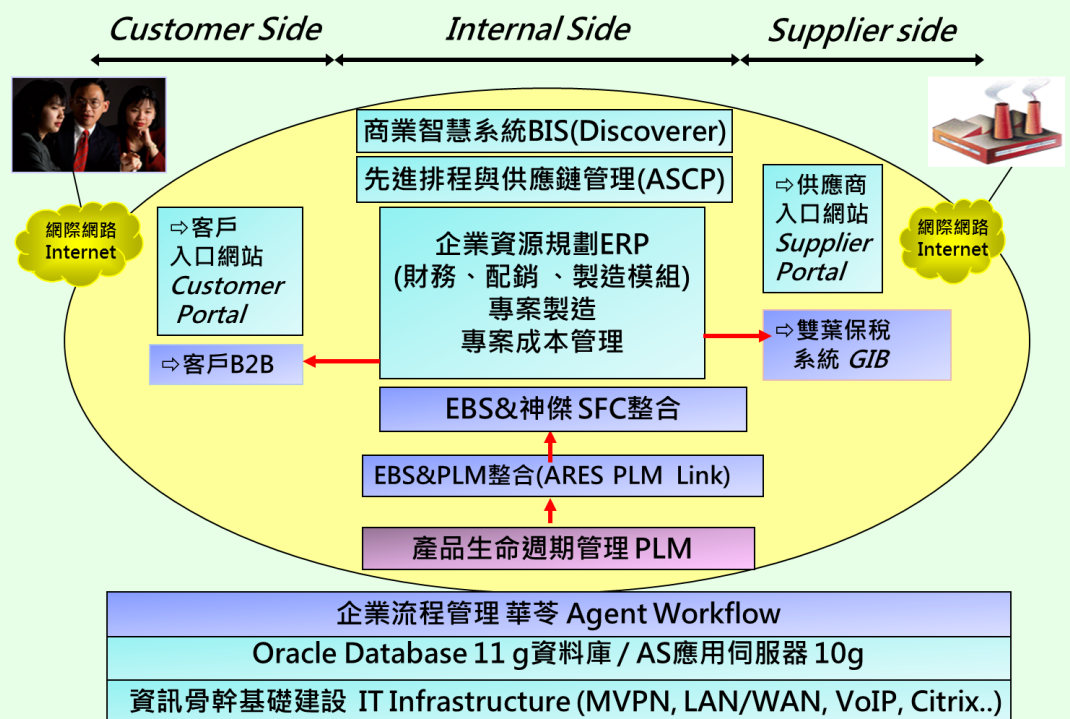 Customer Side
Internal Side
Supplier side
商業智慧系統BIS(Discoverer)
先進排程與供應鏈管理(ASCP)
網際網路
Internet
⇨客戶
入口網站
Customer
Portal
⇨客戶B2B
企業資源規劃ERP
(財務、配銷 、製造模組)
專案製造
專案成本管理
⇨供應商
入口網站
Supplier
Portal
網際網路
Internet
⇨雙葉保稅
系統 GIB
EBS&神傑 SFC整合
EBS&PLM整合(ARES PLM Link)
產品生命週期管理 PLM
企業流程管理 華苓 Agent Workflow
Oracle Database 11 g資料庫 / AS應用伺服器 10g
資訊骨幹基礎建設 IT Infrastructure (MVPN, LAN/WAN, VoIP, Citrix..)